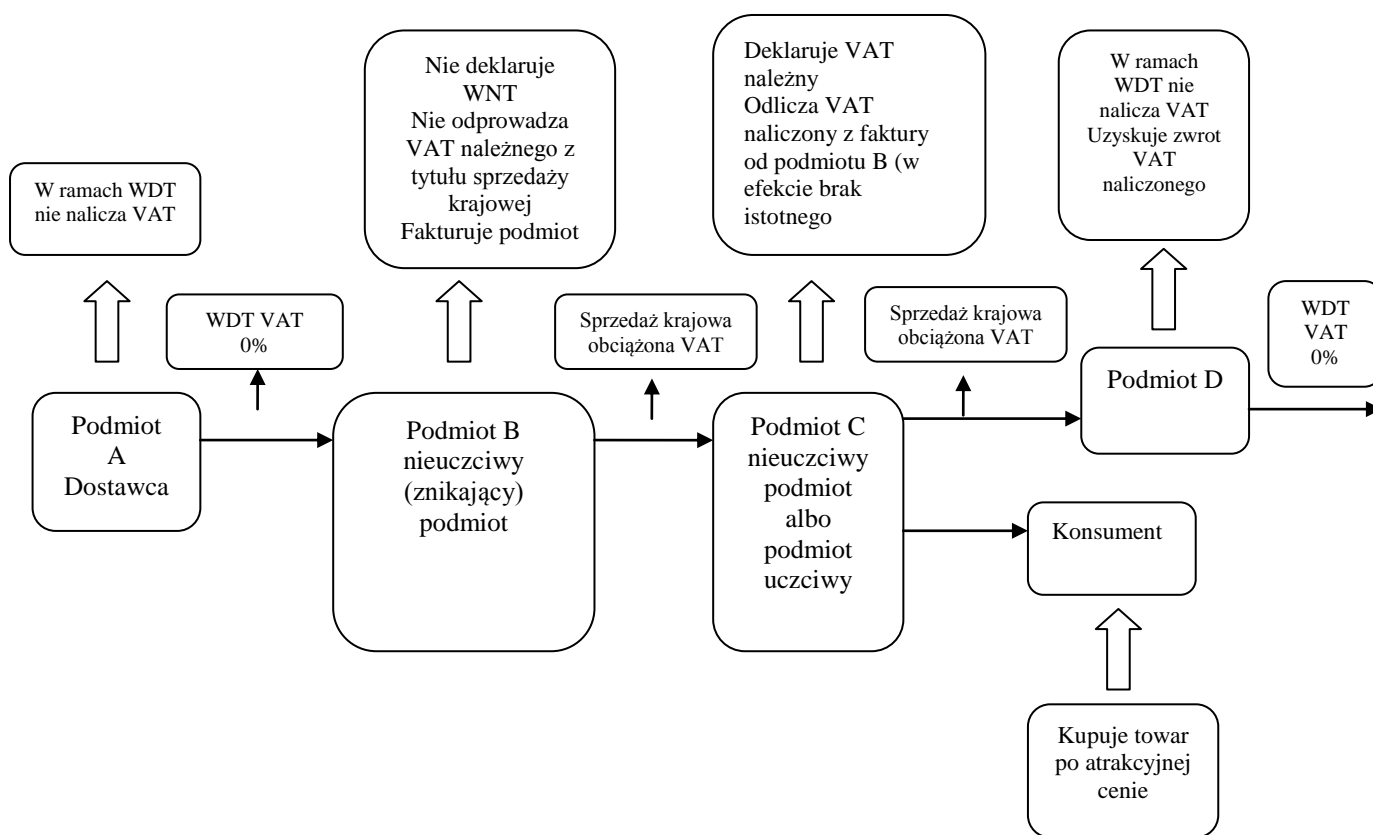 Nie deklaruje
WNT
Nie odprowadza
VAT należnego z
tytułu sprzedaży
krajowej
Fakturuje podmiot
Deklaruje VAT
należny
Odlicza VAT
naliczony z faktury
od podmiotu B (w
efekcie brak
istotnego
W ramach
WDT nie
nalicza VAT
Uzyskuje zwrot
VAT
naliczonego
W ramach WDT
nie nalicza VAT
WDT VAT
0%
Sprzedaż krajowa
obciążona VAT
Sprzedaż krajowa
obciążona VAT
WDT
VAT
0%
Podmiot
A
Dostawca
Podmiot B
nieuczciwy
(znikający)
podmiot
Podmiot C
nieuczciwy
podmiot
albo
podmiot
uczciwy
Podmiot D
Konsument
Kupuje towar
po atrakcyjnej
cenie